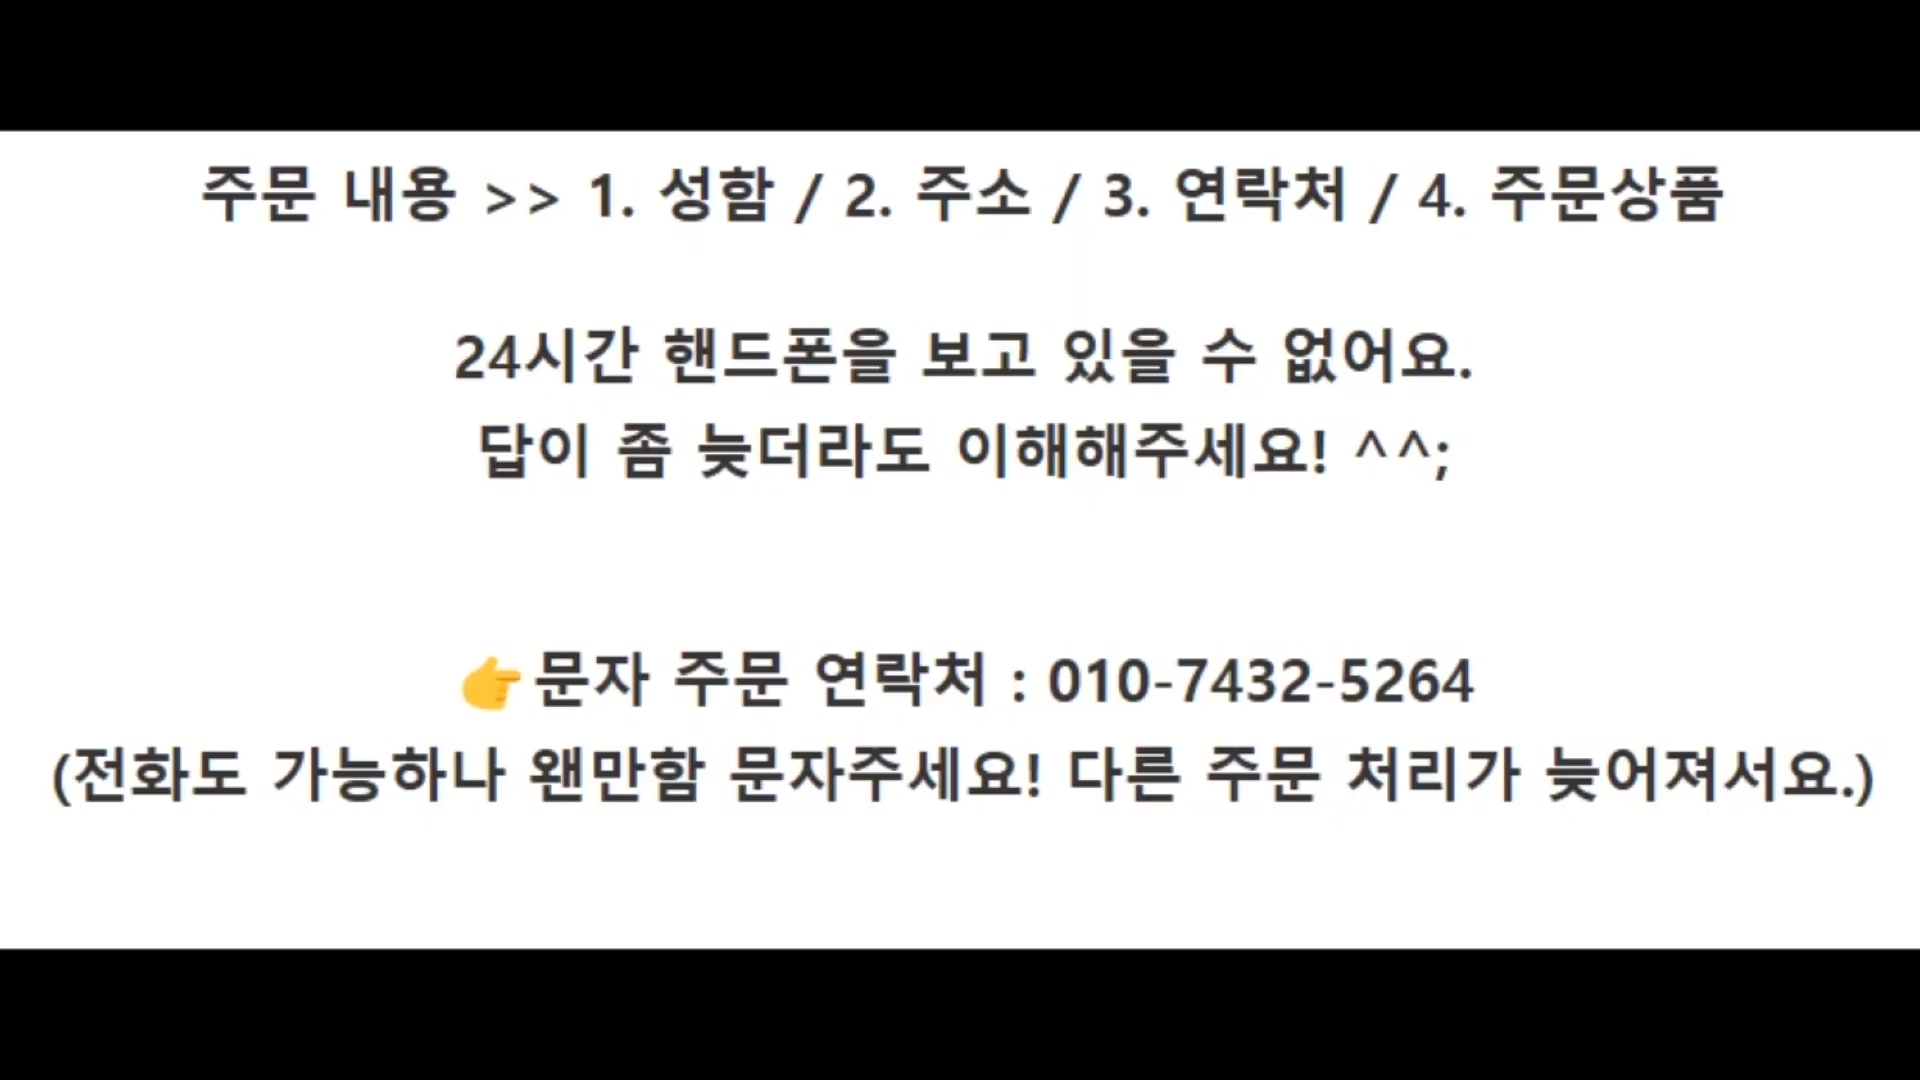 주문 내용 >> 1. 성함 / 2. 주소 / 3. 연락처 / 4. 주문상품
24시간 핸드폰을 보고 있을 수 없어요.
답이 좀 늦더라도 이해해주세요! ^^;
👉문자 주문 연락처 : 010-7432-5264
(전화도 가능하나 왠만함 문자주세요! 다른 주문 처리가 늦어져서요.)